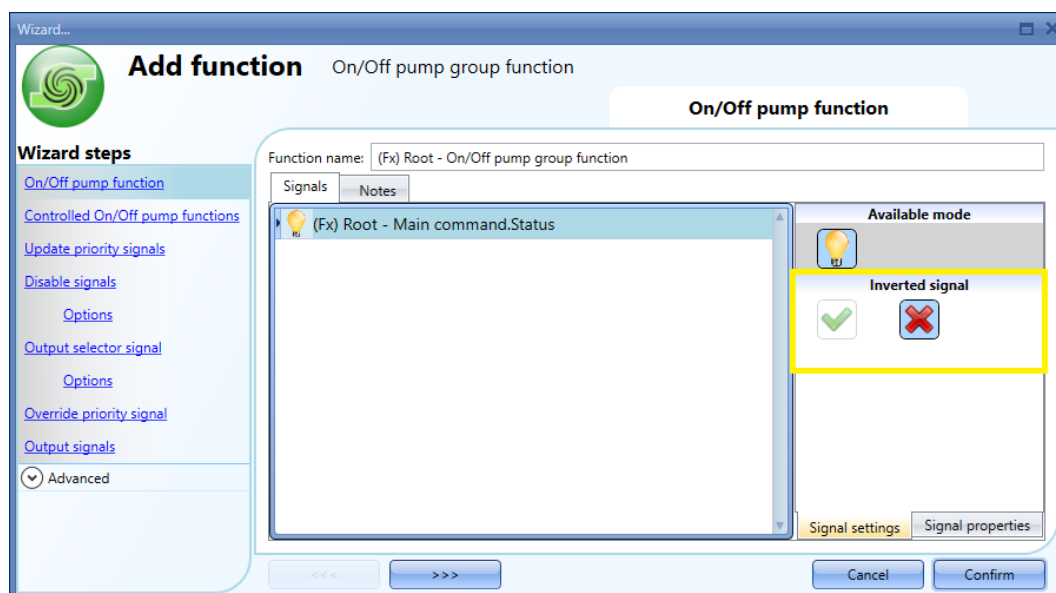 Wizard...
Add function On/Off pump group function
On/Off pump function
Wizard steps
On/Off pump function
Controlled On/Off pump functions
Update priority signals
Disable signals
Options
Output selector signal
Options
Override priority signal
Output signals
Advanced
Function name: (Fx) Root - On/Off pump group function
Signals Notes
(Fx) Root - Main command.Status
Available mode
Inverted signal
Signal settings Signal properties
<<< >>> Cancel Confirm